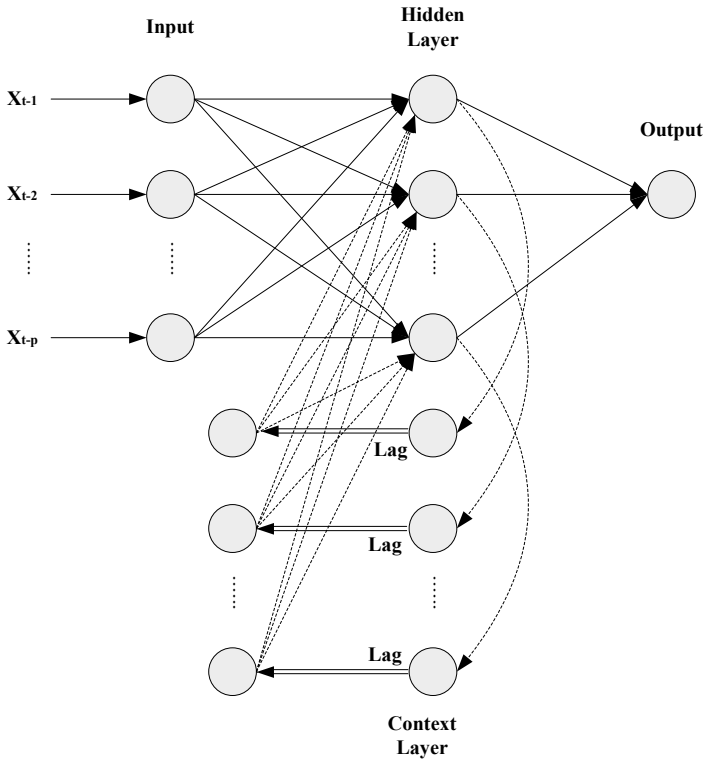 Input
Hidden
Layer
Output
Xt-1
Xt-2
Xt-p
Lag
Lag
Lag
Context
Layer